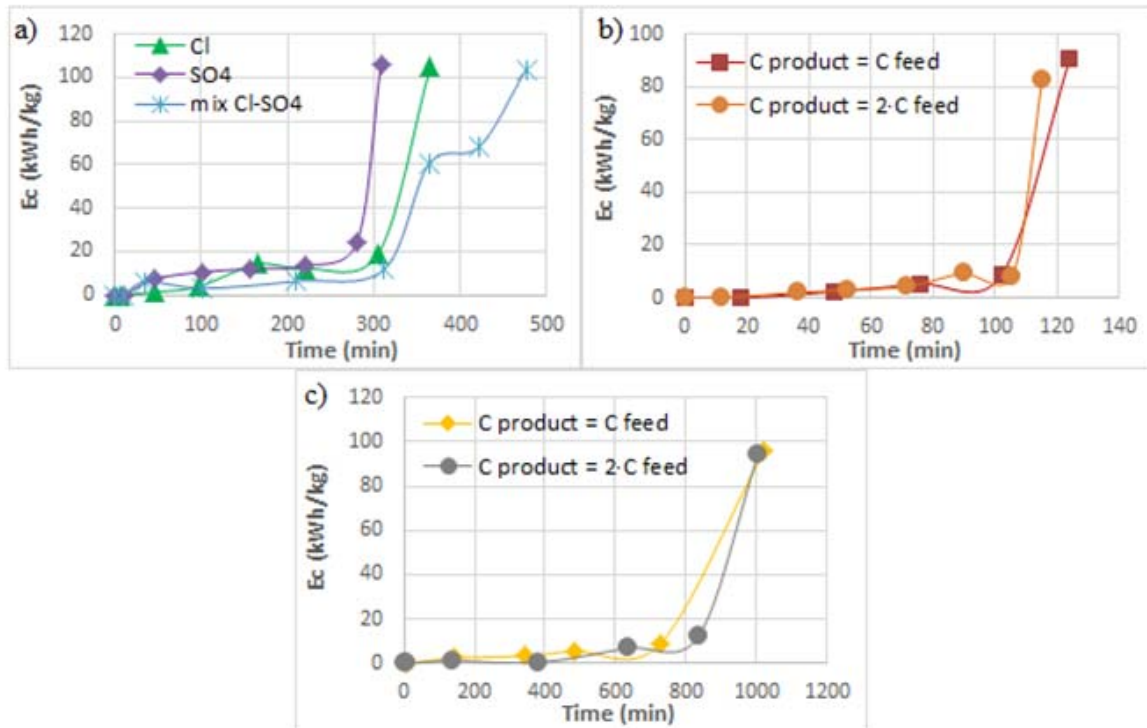 a)
Cl
SO4
mix Cl-SO4
Ec (kWh/kg)
120
100
80
60
40
20
0
0 100 200 300 400 500
Time (min)
b)
C product = C feed
C product = 2·C feed
Ec (kWh/kg)
100
80
60
40
20
0
0 20 40 60 80 100 120 140
Time (min)
c)
C product = C feed
C product = 2·C feed
Ec (kWh/kg)
120
100
80
60
40
20
0
0 200 400 600 800 1000 1200
Time (min)